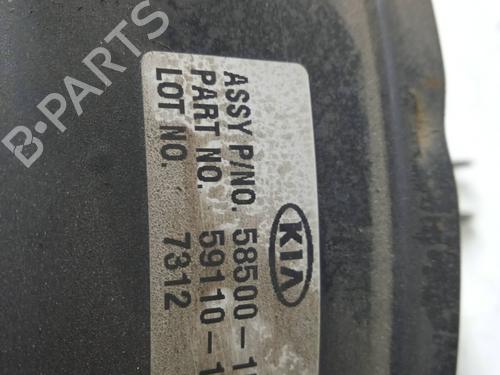 ASSY P/NO. 58500-1
PART NO. 59110-1
LOT NO. 7312
KIA
B-PARTS